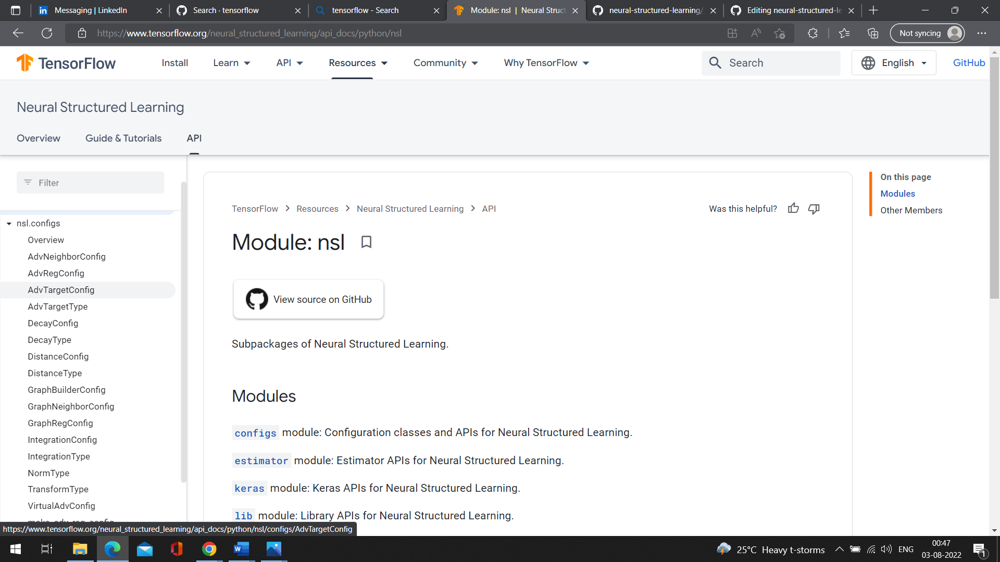 Messaging | LinkedIn
Search · tensorflow
tensorflow - Search
Module: nsl | Neural Struct
neural-structured-learning/
Editing neural-structured-le
https://www.tensorflow.org/neural_structured_learning/api_docs/python/nsl
Not syncing
TensorFlow
Install
Learn
API
Resources
Community
Why TensorFlow
Search
English
GitHub
Neural Structured Learning
Overview
Guide & Tutorials
API
Filter
nsl.configs
Overview
AdvNeighborConfig
AdvRegConfig
AdvTargetConfig
AdvTargetType
DecayConfig
DecayType
DistanceConfig
DistanceType
GraphBuilderConfig
GraphNeighborConfig
GraphRegConfig
IntegrationConfig
IntegrationType
NormType
TransformType
VirtualAdvConfig
make_adv_reg_config
TensorFlow > Resources > Neural Structured Learning > API
Was this helpful?
Module: nsl
View source on GitHub
Subpackages of Neural Structured Learning.
Modules
configs module: Configuration classes and APIs for Neural Structured Learning.
estimator module: Estimator APIs for Neural Structured Learning.
keras module: Keras APIs for Neural Structured Learning.
lib module: Library APIs for Neural Structured Learning.
On this page
Modules
Other Members
https://www.tensorflow.org/neural_structured_learning/api_docs/python/nsl/configs/AdvTargetConfig
25°C Heavy t-storms
ENG
00:47
03-08-2022
1